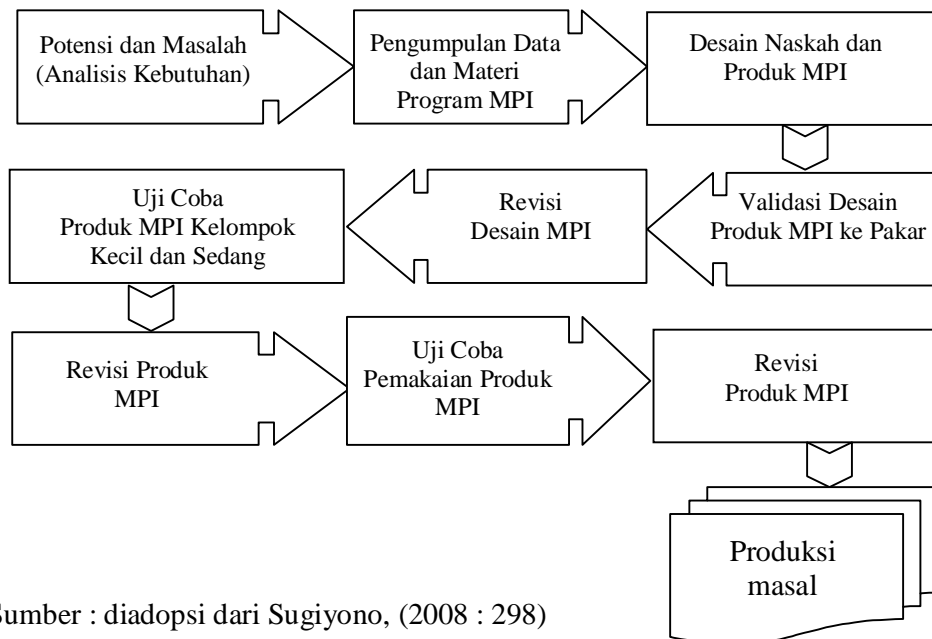 Potensi dan Masalah
(Analisis Kebutuhan)
Pengumpulan Data
dan Materi
Program MPI
Desain Naskah dan
Produk MPI
Validasi Desain
Produk MPI ke Pakar
Revisi
Desain MPI
Uji Coba
Produk MPI Kelompok
Kecil dan Sedang
Revisi Produk
MPI
Uji Coba
Pemakaian Produk
MPI
Revisi
Produk MPI
Produksi
masal
Sumber : diadopsi dari Sugiyono, (2008 : 298)